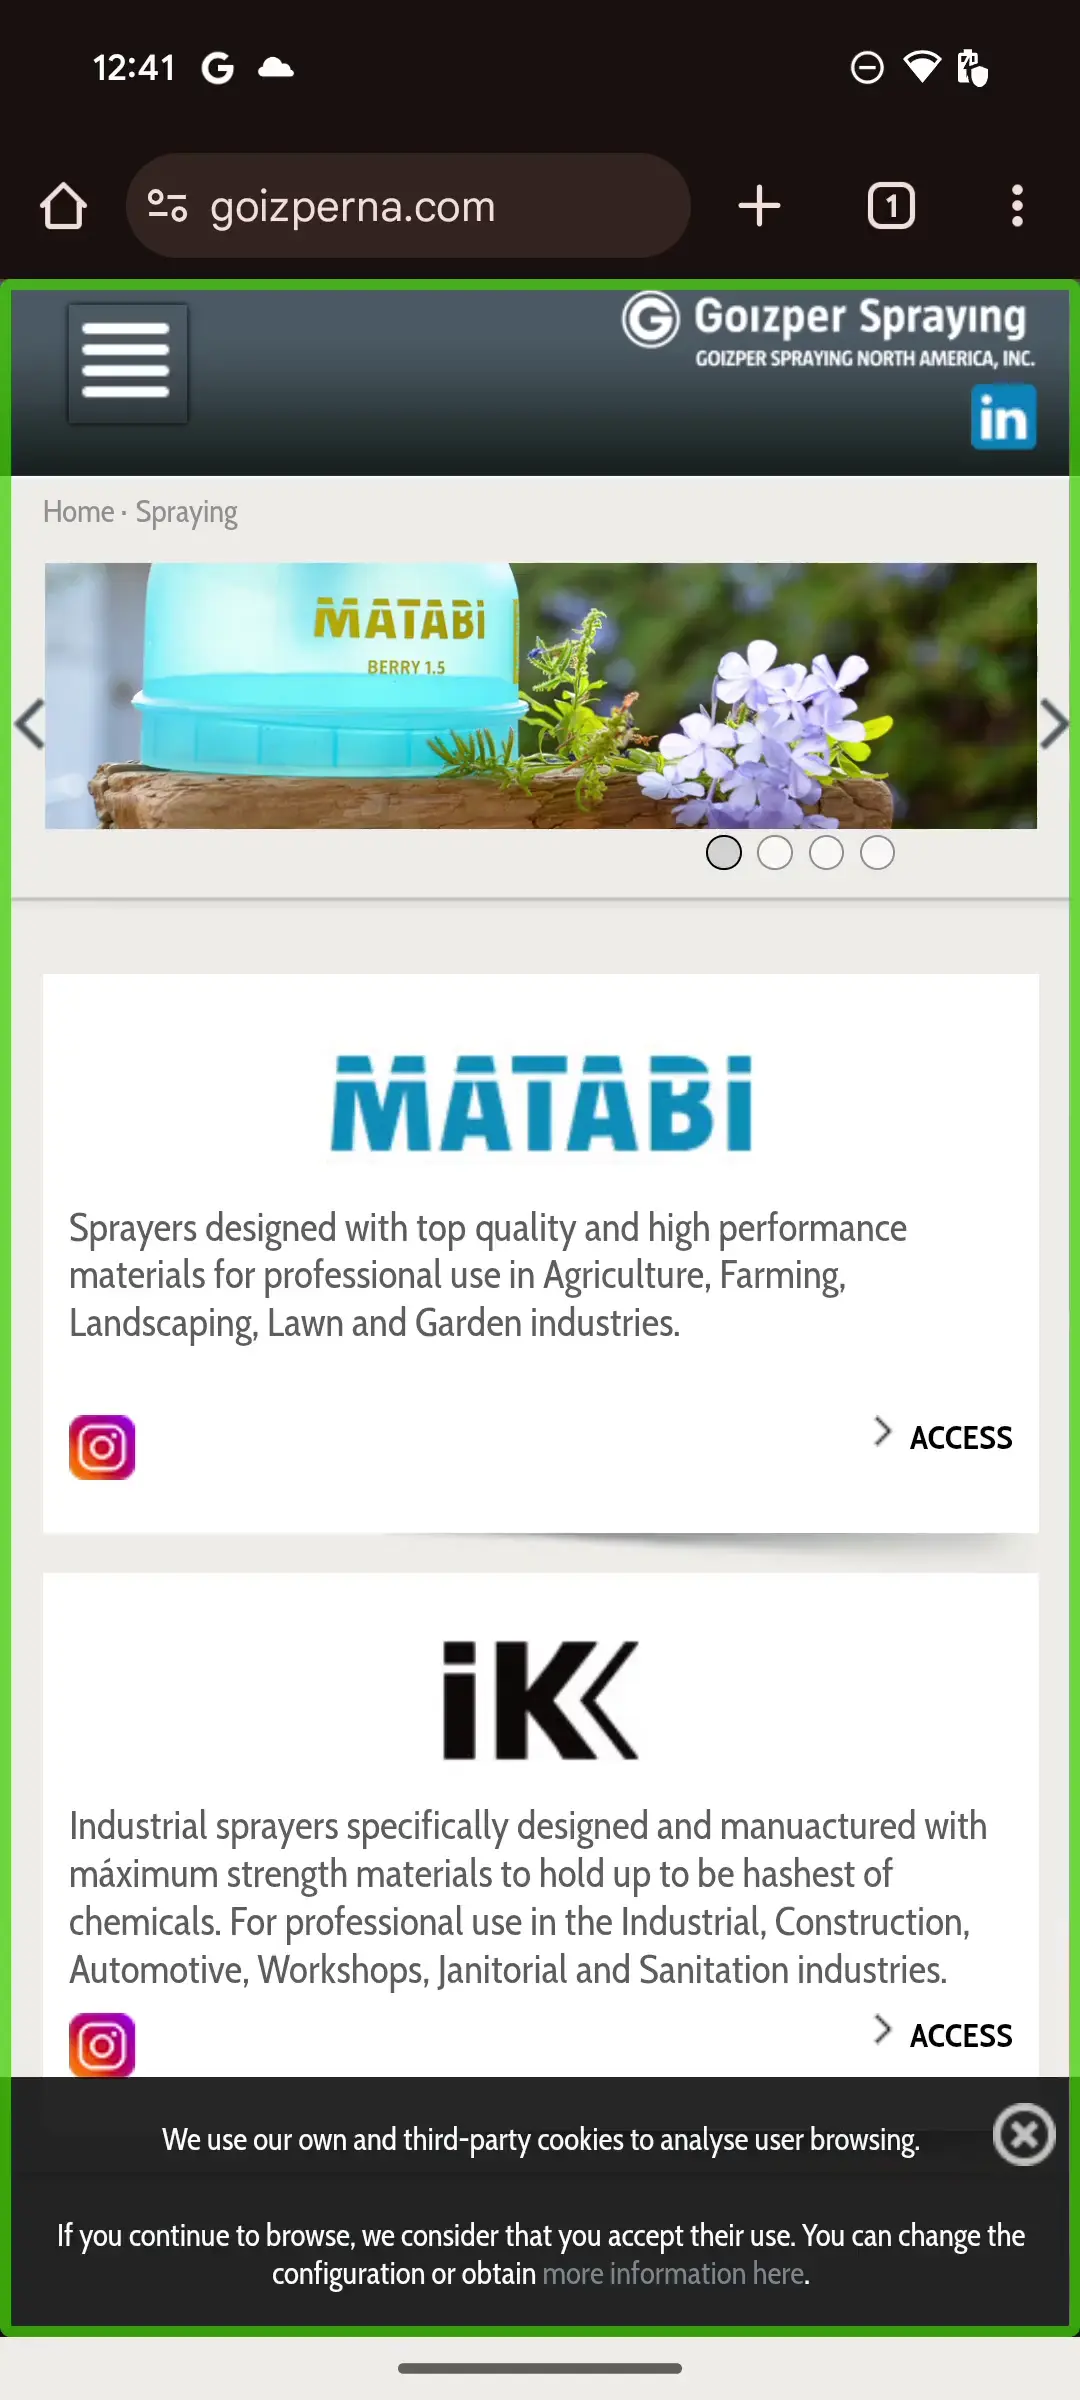 12:41
goizperna.com
1
Goizper Spraying
GOIZPER SPRAYING NORTH AMERICA, INC.
in
Home · Spraying
MATABi
BERRY 1.5
MATABi
Sprayers designed with top quality and high performance
materials for professional use in Agriculture, Farming,
Landscaping, Lawn and Garden industries.
ACCESS
iK
Industrial sprayers specifically designed and manuactured with
máximum strength materials to hold up to be hashest of
chemicals. For professional use in the Industrial, Construction,
Automotive, Workshops, Janitorial and Sanitation industries.
ACCESS
We use our own and third-party cookies to analyse user browsing.
If you continue to browse, we consider that you accept their use. You can change the
configuration or obtain more information here.